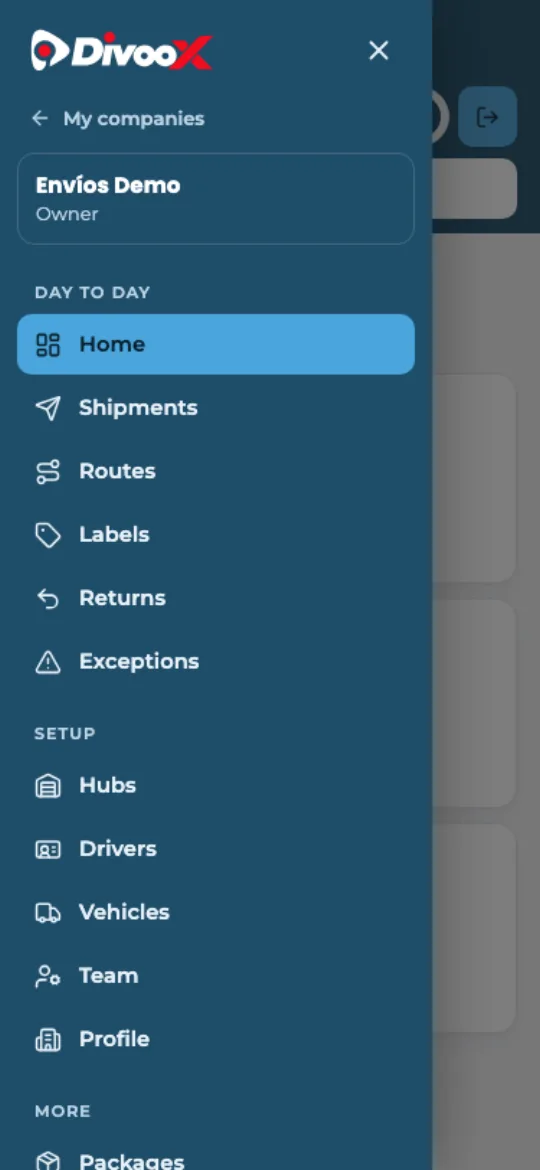 DivooX
My companies
Envíos Demo
Owner
DAY TO DAY
Home
Shipments
Routes
Labels
Returns
Exceptions
SETUP
Hubs
Drivers
Vehicles
Team
Profile
MORE
Packages